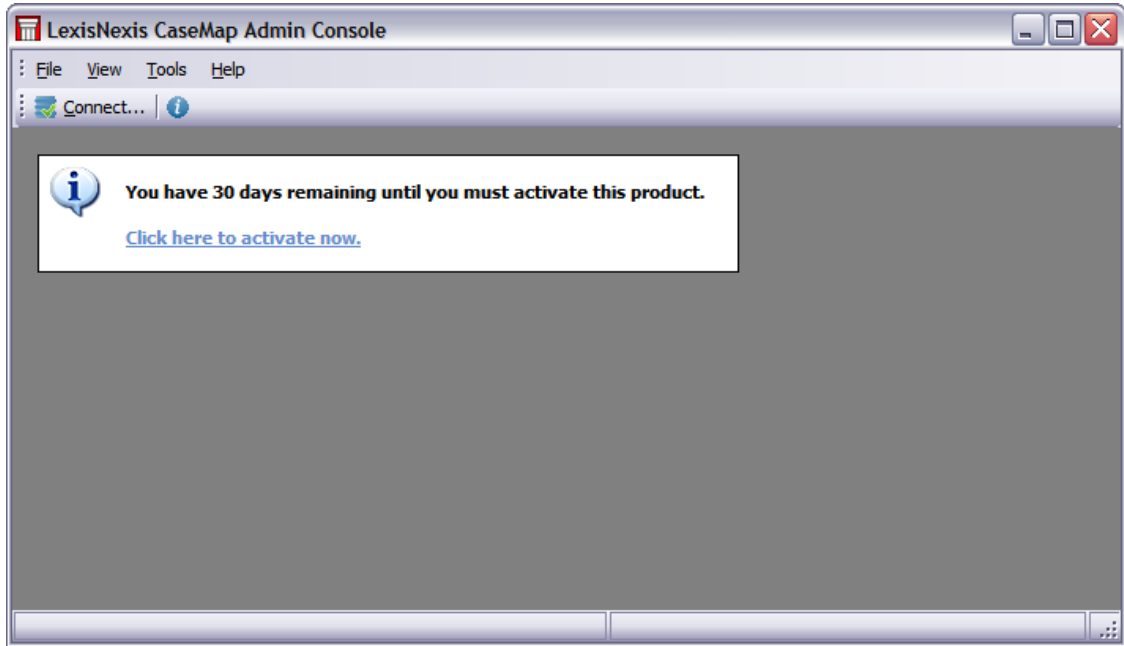 LexisNexis CaseMap Admin Console
File View Tools Help
Connect...
You have 30 days remaining until you must activate this product.
Click here to activate now.